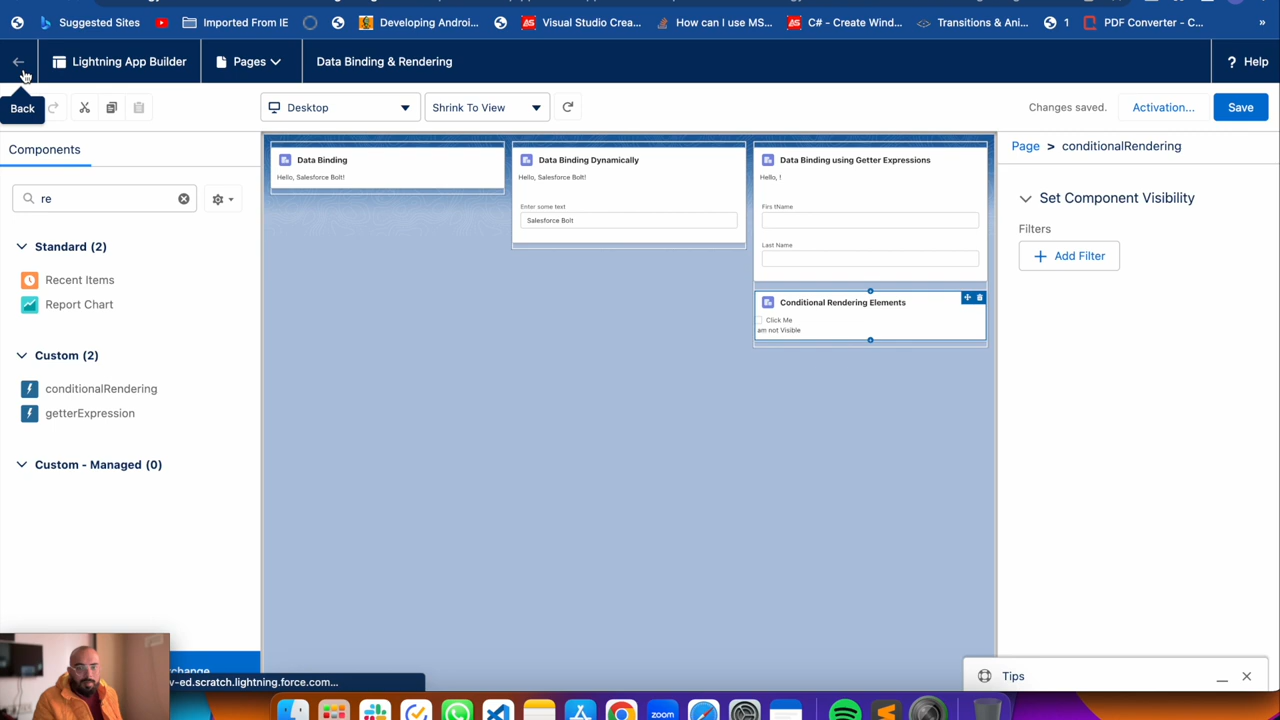 Suggested Sites
Imported From IE
Developing Androi...
Visual Studio Crea...
How can I use MS...
C# - Create Wind...
Transitions & Ani...
1
PDF Converter - C...
»
Lightning App Builder
Pages
Data Binding & Rendering
? Help
Back
Desktop
Shrink To View
Changes saved.
Activation...
Save
Components
re
Standard (2)
Recent Items
Report Chart
Custom (2)
conditionalRendering
getterExpression
Custom - Managed (0)
Data Binding
Hello, Salesforce Bolt!
Data Binding Dynamically
Hello, Salesforce Bolt!
Enter some text
Salesforce Bolt
Data Binding using Getter Expressions
Hello, !
Firs tName
Last Name
Conditional Rendering Elements
Click Me
am not Visible
Page > conditionalRendering
Set Component Visibility
Filters
+ Add Filter
v-ed.scratch.lightning.force.com...
Tips
zoom